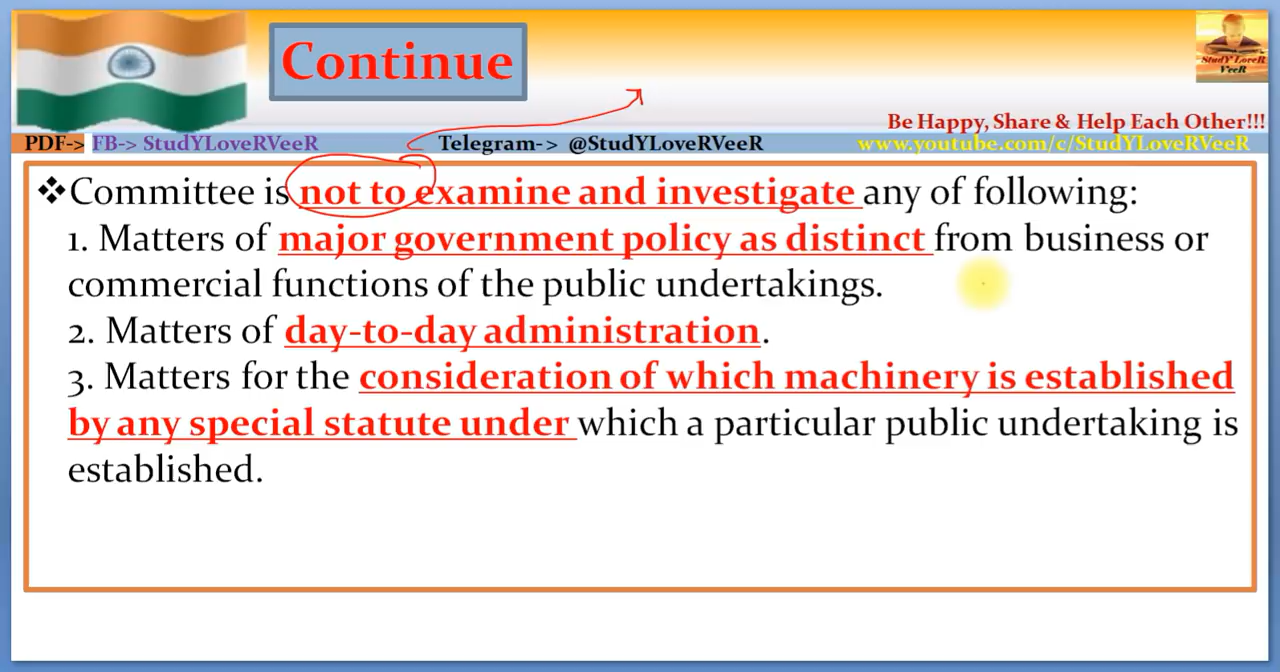 Continue
StudY LoveR
VeeR
Be Happy, Share & Help Each Other!!!
PDF-> FB-> StudYLoveRVeeR Telegram-> @StudYLoveRVeeR www.youtube.com/c/StudYLoveRVeeR
❖Committee is not to examine and investigate any of following:
1. Matters of major government policy as distinct from business or
commercial functions of the public undertakings.
2. Matters of day-to-day administration.
3. Matters for the consideration of which machinery is established
by any special statute under which a particular public undertaking is
established.